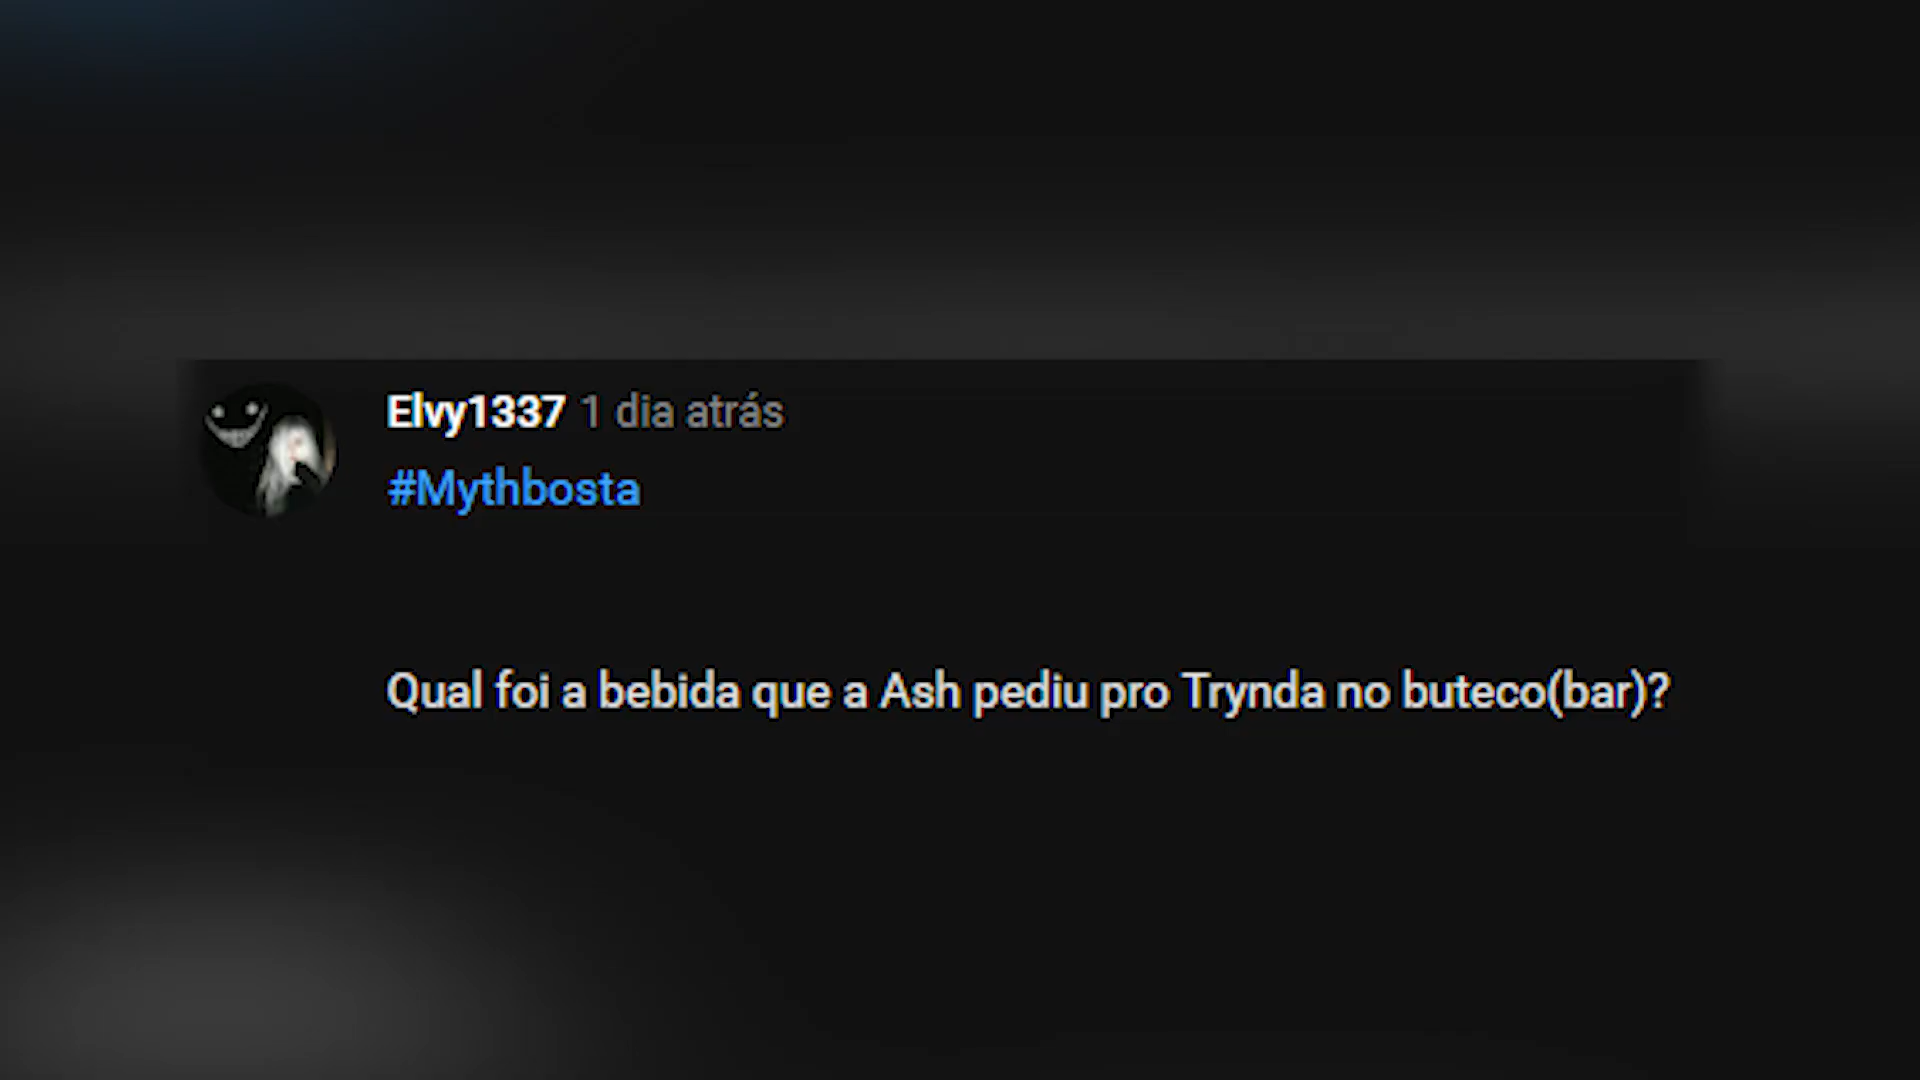 Elvy1337 1 dia atrás
#Mythbosta
Qual foi a bebida que a Ash pediu pro Trynda no buteco(bar)?